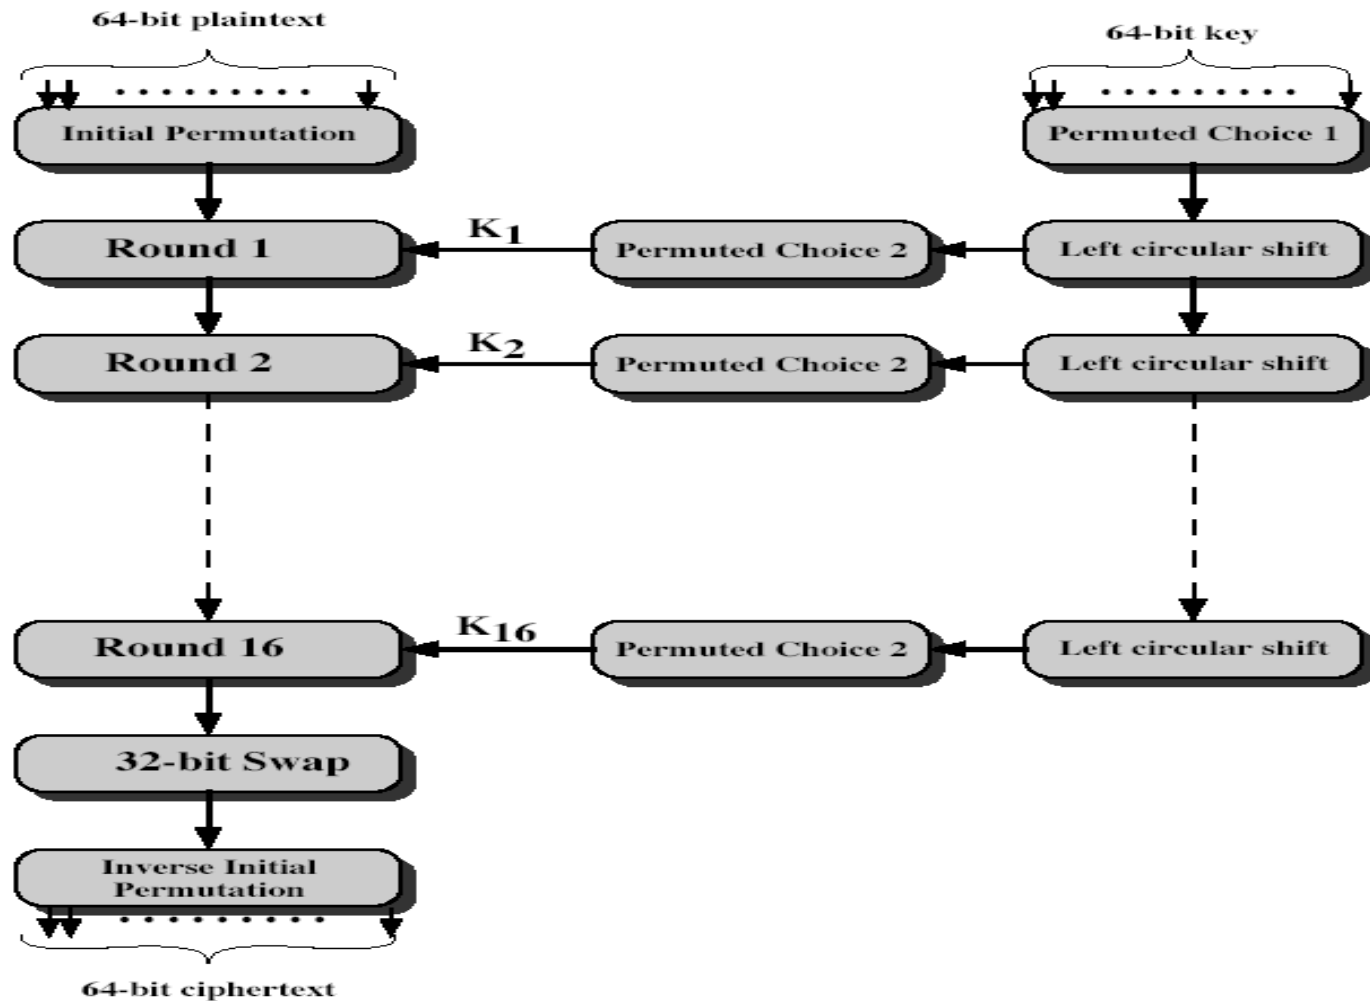 64-bit plaintext
64-bit key
Initial Permutation
Permuted Choice 1
Round 1
K1
Permuted Choice 2
Left circular shift
Round 2
K2
Permuted Choice 2
Left circular shift
Round 16
K16
Permuted Choice 2
Left circular shift
32-bit Swap
Inverse Initial
Permutation
64-bit ciphertext